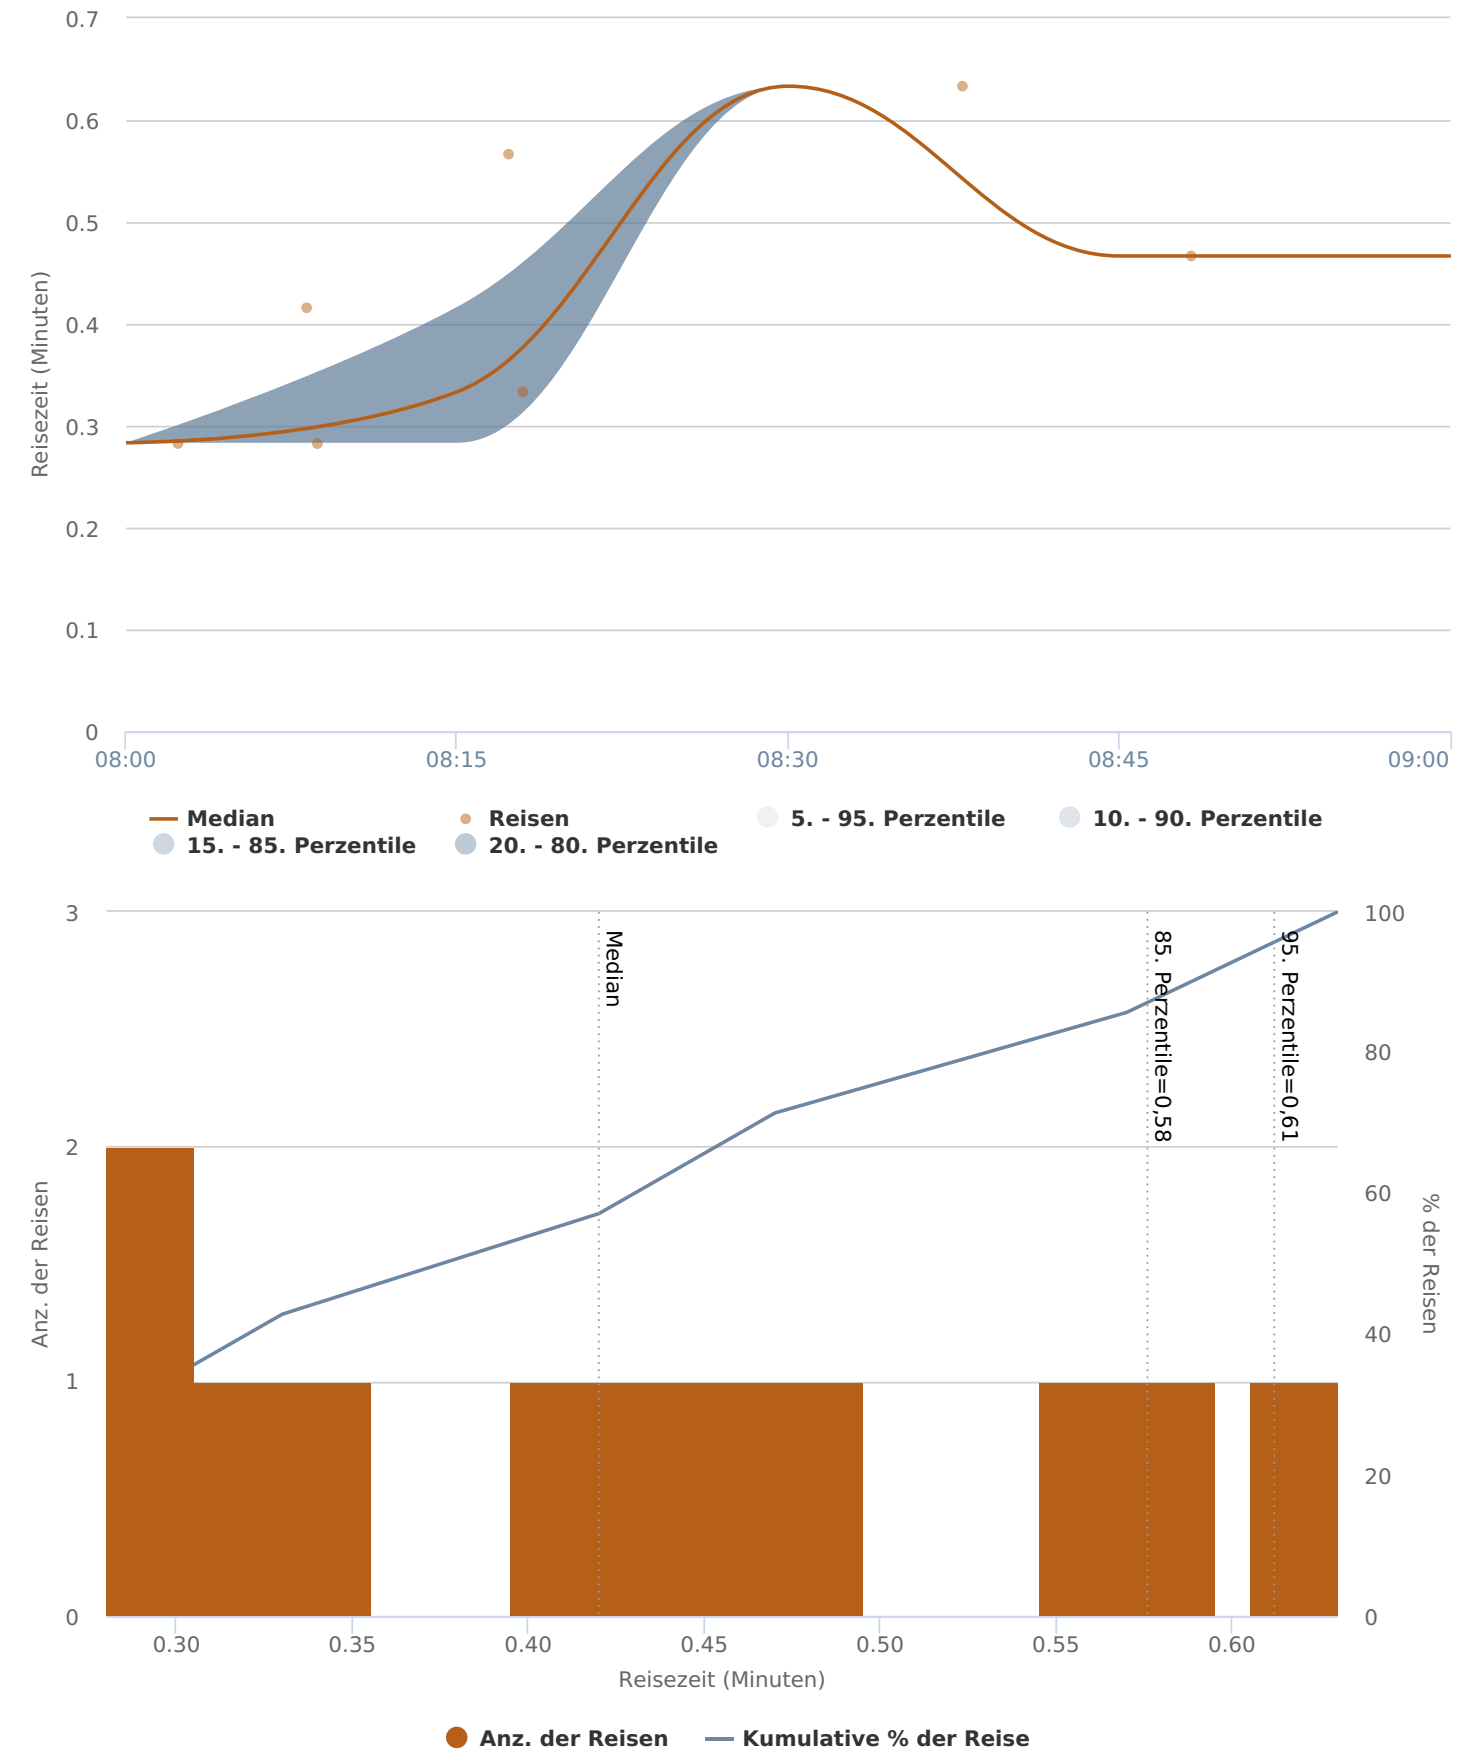 0.7
0.6
0.5
0.4
0.3
0.2
0.1
0
Reisezeit (Minuten)
08:00 08:15 08:30 08:45 09:00
Median Reisen 5. - 95. Perzentile 10. - 90. Perzentile
15. - 85. Perzentile 20. - 80. Perzentile
3
2
1
0
Anz. der Reisen
Median
85. Perzentile=0,58
95. Perzentile=0,61
100
80
60
40
20
0
% der Reisen
0.30 0.35 0.40 0.45 0.50 0.55 0.60
Reisezeit (Minuten)
Anz. der Reisen Kumulative % der Reise